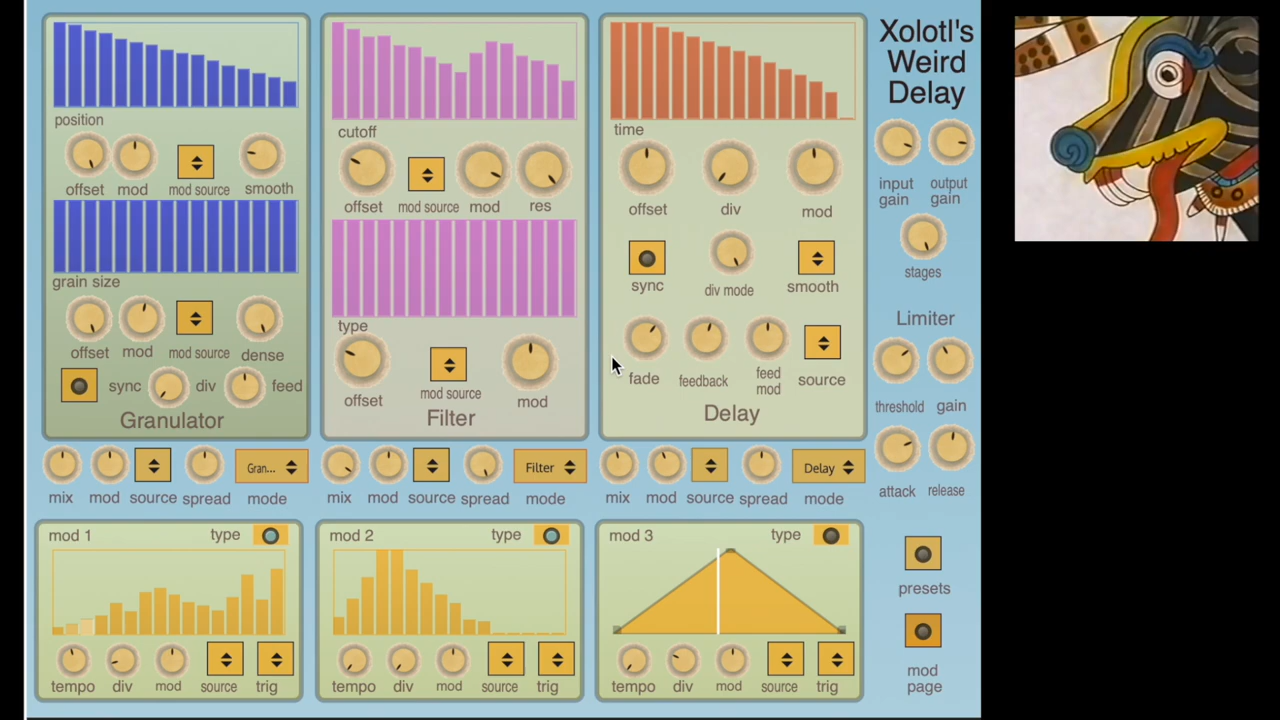 Xolotl's
Weird
Delay
position
offset mod mod source smooth
grain size
offset mod mod source dense
sync div feed
Granulator
cutoff
offset mod source mod res
type
offset mod source mod
Filter
time
offset div mod
sync div mode smooth
fade feedback feed mod source
Delay
input gain output gain
stages
Limiter
threshold gain
attack release
Gran...
mix mod source spread mode
Filter
mix mod source spread mode
Delay
mix mod source spread mode
mod 1 type
tempo div mod source trig
mod 2 type
tempo div mod source trig
mod 3 type
tempo div mod source trig
presets
mod
page